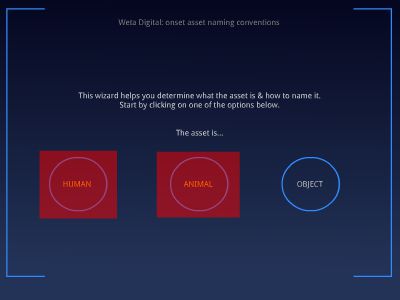 Weta Digital: onset asset naming conventions
This wizard helps you determine what the asset is & how to name it.
Start by clicking on one of the options below.
The asset is...
HUMAN
ANIMAL
OBJECT